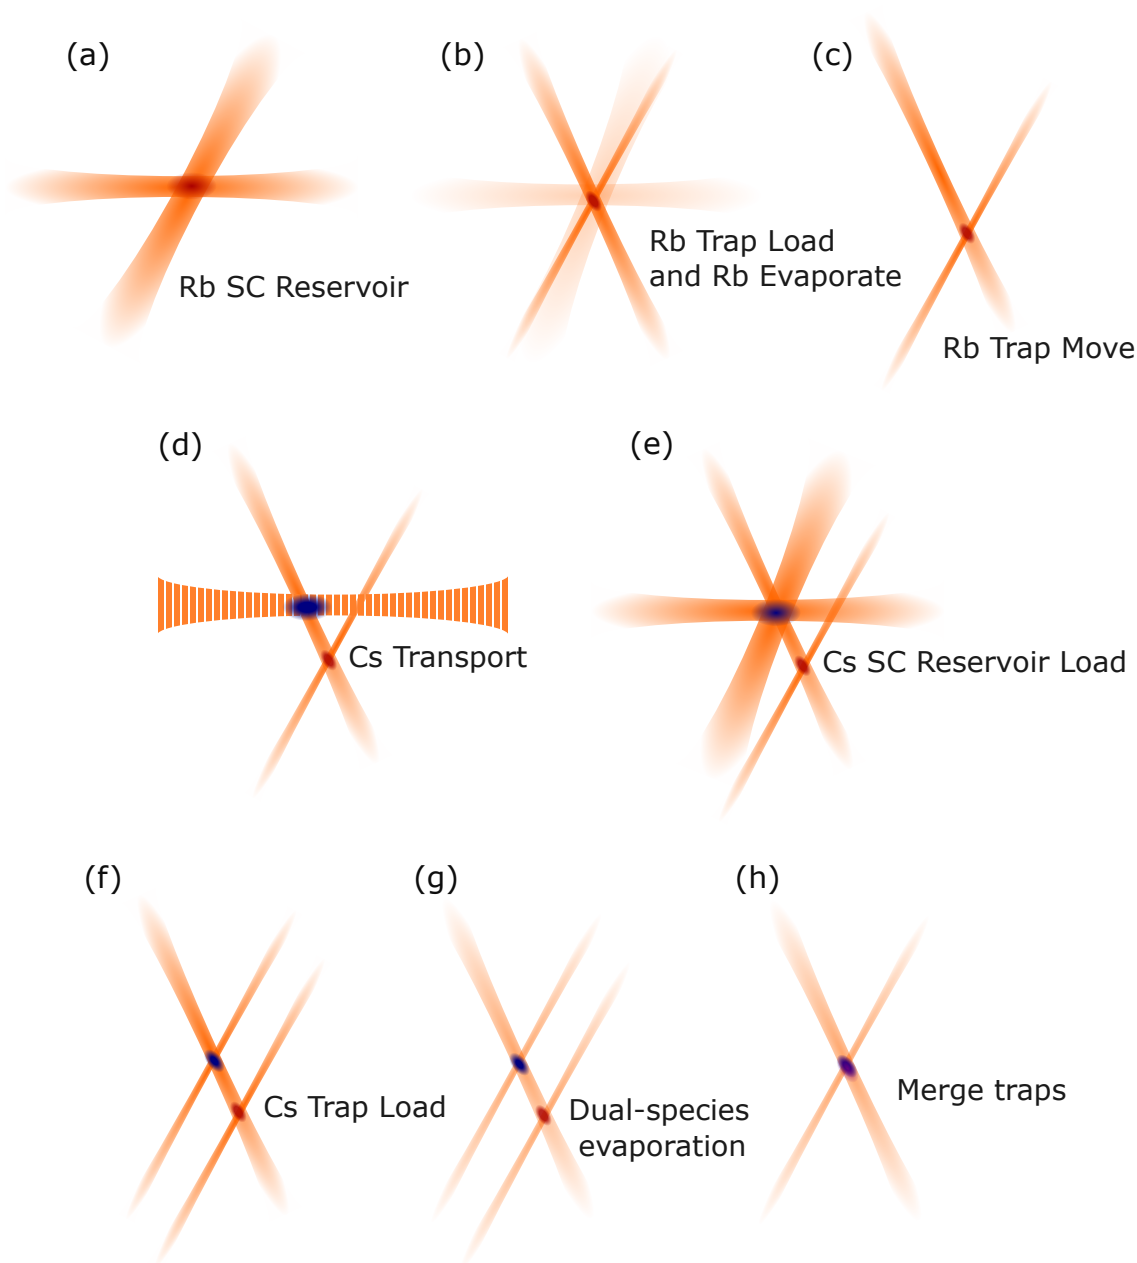 (a)
(b)
(c)
Rb SC Reservoir
Rb Trap Load
and Rb Evaporate
Rb Trap Move
(d)
(e)
Cs Transport
Cs SC Reservoir Load
(f)
(g)
(h)
Cs Trap Load
Dual-species
evaporation
Merge traps